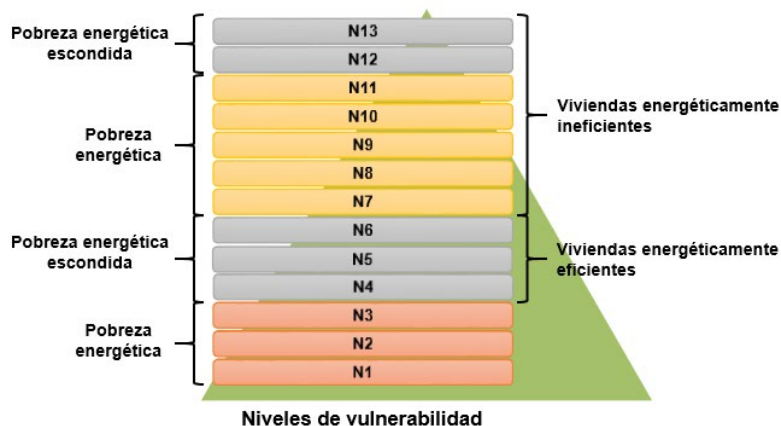 Pobreza energética
escondida
N13
N12
N11
N10
Viviendas energéticamente
ineficientes
Pobreza
energética
N9
N8
N7
Pobreza energética
escondida
N6
N5
N4
Viviendas energéticamente
eficientes
Pobreza
energética
N3
N2
N1
Niveles de vulnerabilidad